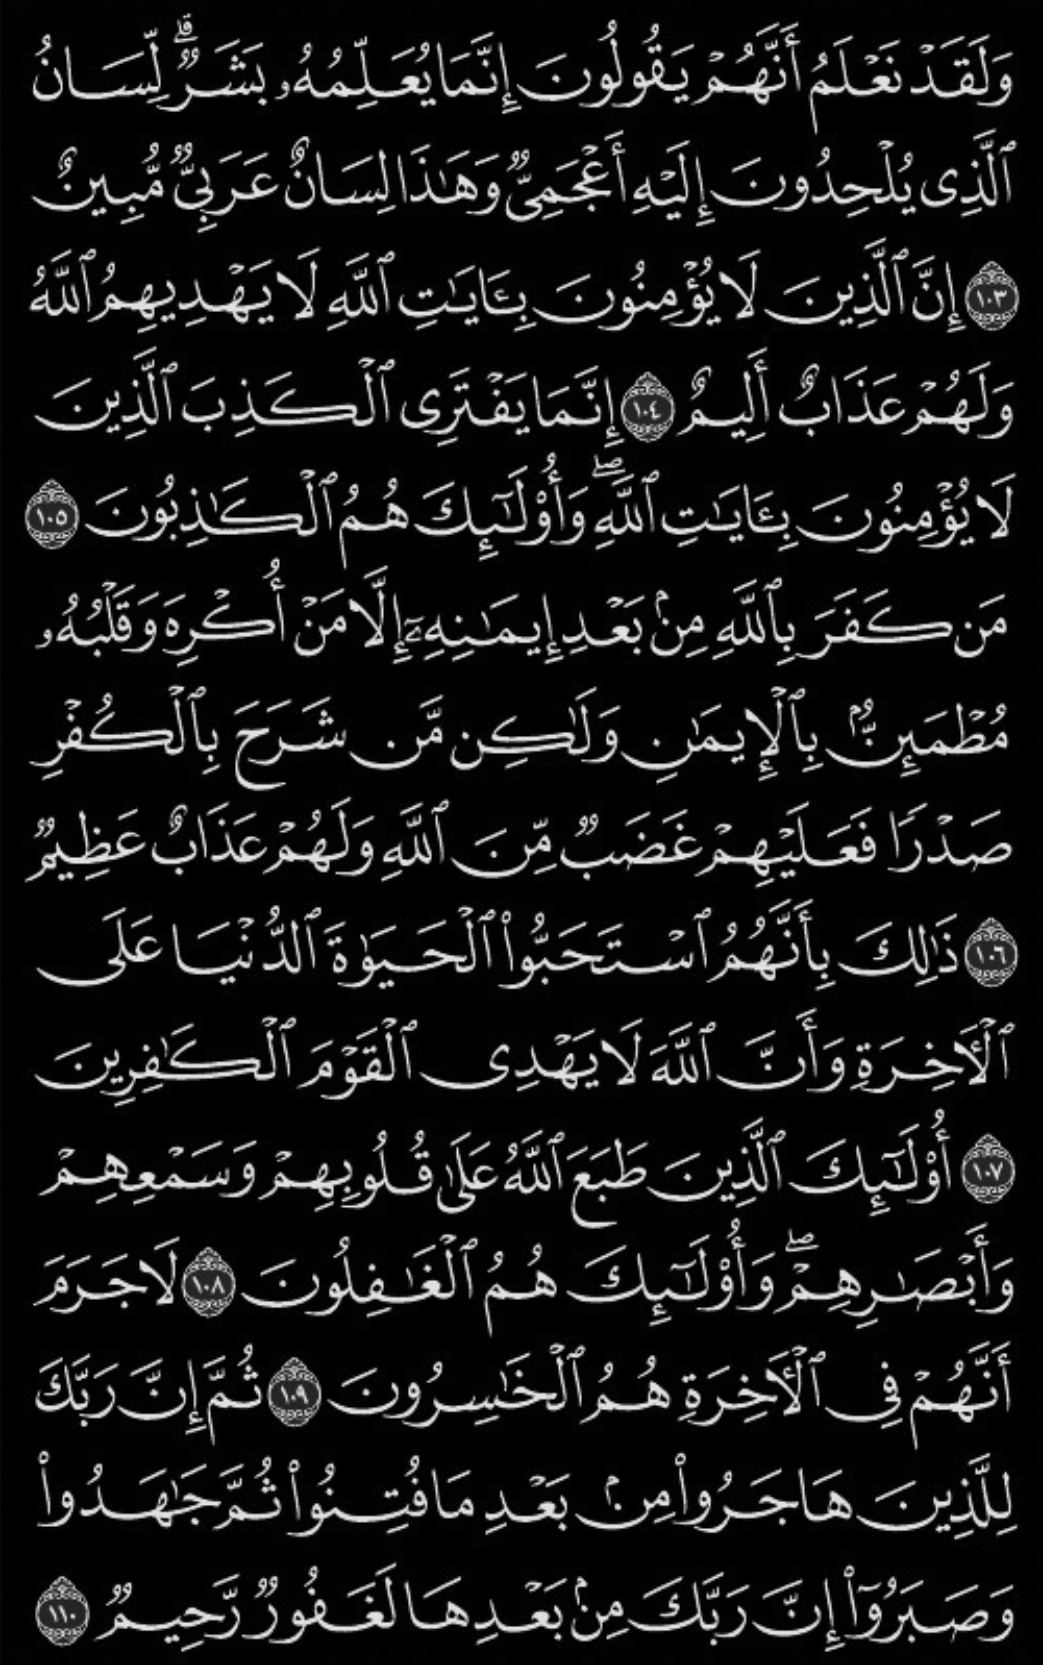 وَلَقَدْ نَعْلَمُ أَنَّهُمْ يَقُولُونَ إِنَّمَا يُعَلِّمُهُۥ بَشَرٌۗ لِّسَانُ
ٱلَّذِى يُلْحِدُونَ إِلَيْهِ أَعْجَمِىٌّ وَهَٰذَا لِسَانٌ عَرَبِىٌّ مُّبِينٌ
١٠٣ إِنَّ ٱلَّذِينَ لَا يُؤْمِنُونَ بِـَٔايَٰتِ ٱللَّهِ لَا يَهْدِيهِمُ ٱللَّهُ
وَلَهُمْ عَذَابٌ أَلِيمٌ ١٠٤ إِنَّمَا يَفْتَرِى ٱلْكَذِبَ ٱلَّذِينَ
لَا يُؤْمِنُونَ بِـَٔايَٰتِ ٱللَّهِۖ وَأُو۟لَٰٓئِكَ هُمُ ٱلْكَٰذِبُونَ ١٠٥
مَن كَفَرَ بِٱللَّهِ مِنۢ بَعْدِ إِيمَٰنِهِۦٓ إِلَّا مَنْ أُكْرِهَ وَقَلْبُهُۥ
مُطْمَئِنٌّۢ بِٱلْإِيمَٰنِ وَلَٰكِن مَّن شَرَحَ بِٱلْكُفْرِ
صَدْرًا فَعَلَيْهِمْ غَضَبٌ مِّنَ ٱللَّهِ وَلَهُمْ عَذَابٌ عَظِيمٌ
١٠٦ ذَٰلِكَ بِأَنَّهُمُ ٱسْتَحَبُّوا۟ ٱلْحَيَوٰةَ ٱلدُّنْيَا عَلَى
ٱلْـَٔاخِرَةِ وَأَنَّ ٱللَّهَ لَا يَهْدِى ٱلْقَوْمَ ٱلْكَٰفِرِينَ
١٠٧ أُو۟لَٰٓئِكَ ٱلَّذِينَ طَبَعَ ٱللَّهُ عَلَىٰ قُلُوبِهِمْ وَسَمْعِهِمْ
وَأَبْصَٰرِهِمْۖ وَأُو۟لَٰٓئِكَ هُمُ ٱلْغَٰفِلُونَ ١٠٨ لَا جَرَمَ
أَنَّهُمْ فِى ٱلْـَٔاخِرَةِ هُمُ ٱلْخَٰسِرُونَ ١٠٩ ثُمَّ إِنَّ رَبَّكَ
لِلَّذِينَ هَاجَرُوا۟ مِنۢ بَعْدِ مَا فُتِنُوا۟ ثُمَّ جَٰهَدُوا۟
وَصَبَرُوٓا۟ إِنَّ رَبَّكَ مِنۢ بَعْدِهَا لَغَفُورٌ رَّحِيمٌ ١١٠